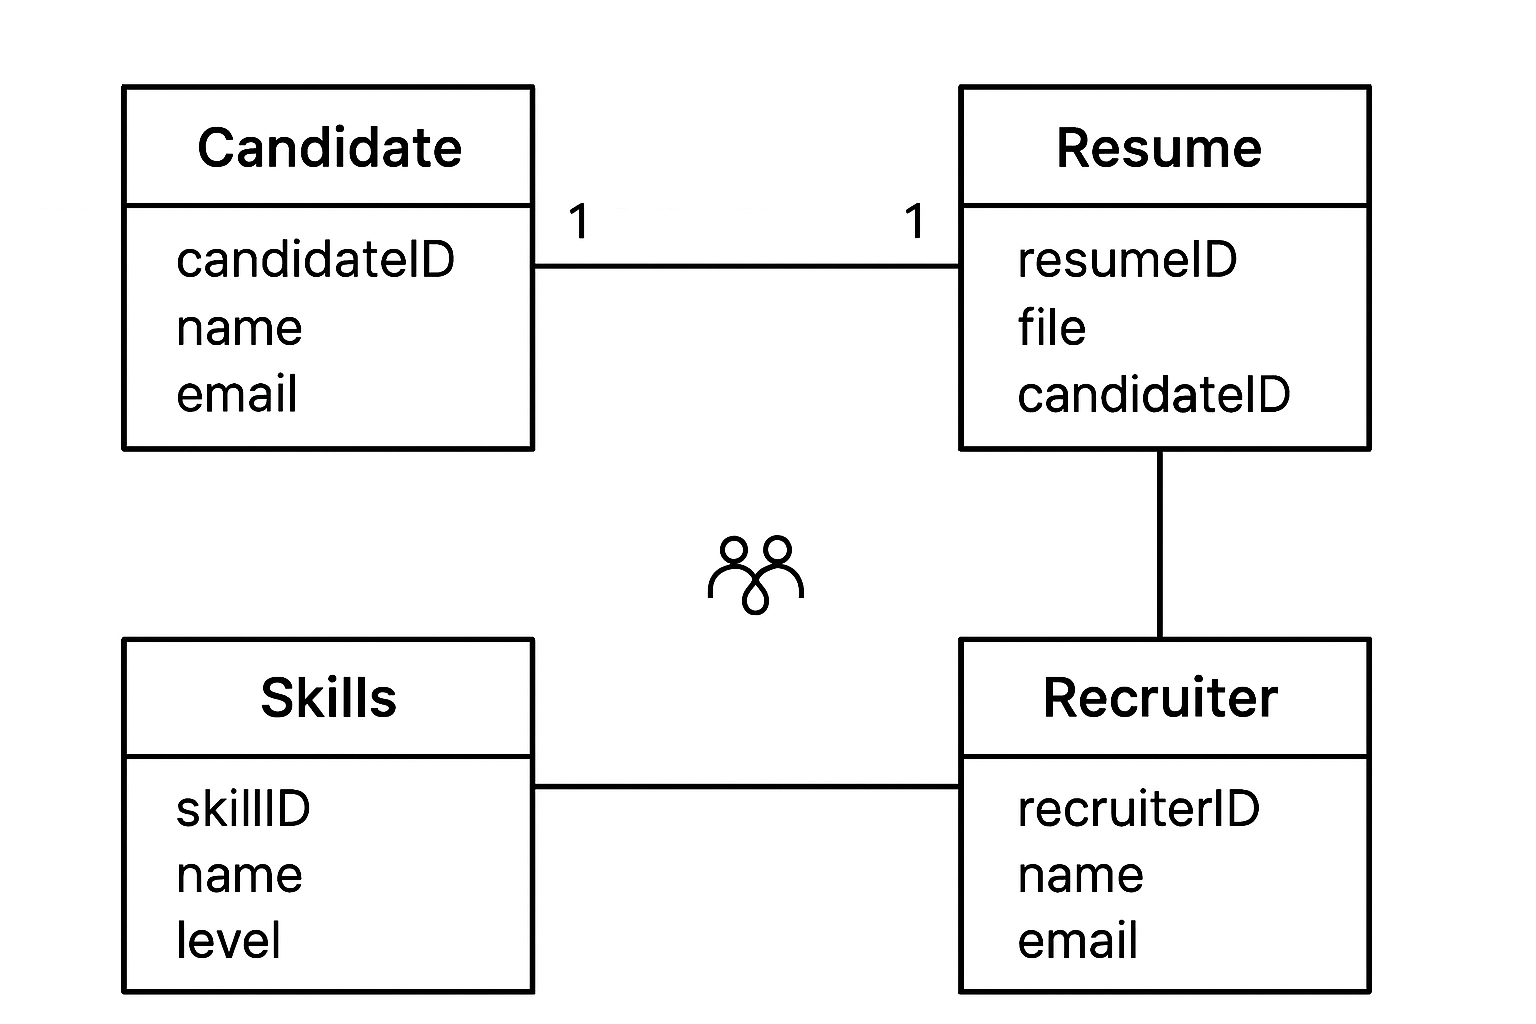 Candidate
candidateID
name
email
1
1
Resume
resumeID
file
candidateID
Skills
skillID
name
level
Recruiter
recruiterID
name
email